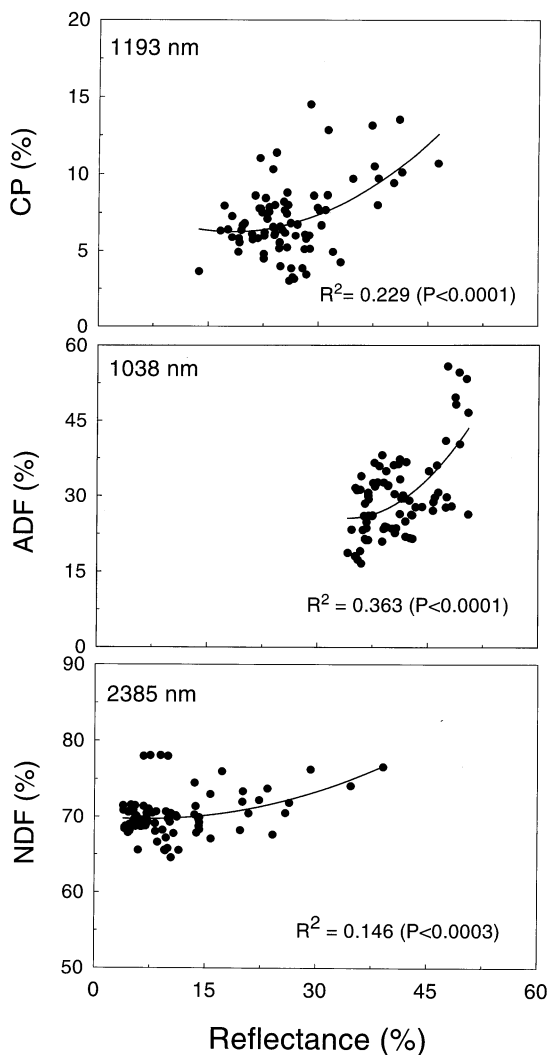 20
1193 nm
15
10
5
0
CP (%)
R²= 0.229 (P<0.0001)
60
1038 nm
45
30
15
0
ADF (%)
R² = 0.363 (P<0.0001)
90
2385 nm
80
70
60
50
NDF (%)
R² = 0.146 (P<0.0003)
0 15 30 45 60
Reflectance (%)